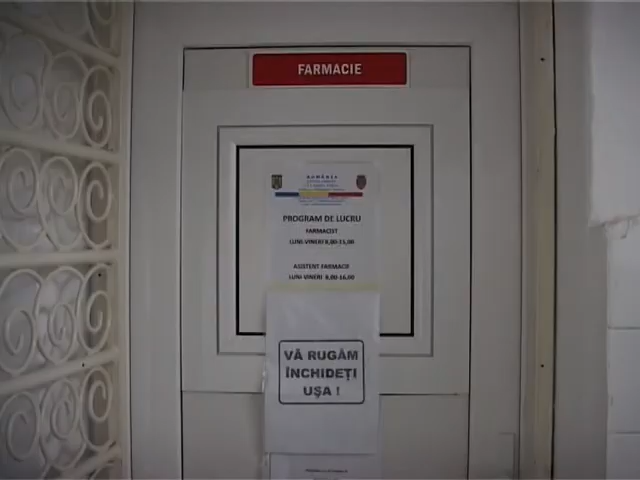 FARMACIE
ROMÂNIA
PROGRAM DE LUCRU
FARMACIST
LUNI-VINERI 8,00-15,00
ASISTENT FARMACIE
LUNI-VINERI 8,00-16,00
VĂ RUGĂM
ÎNCHIDEȚI
UȘA !